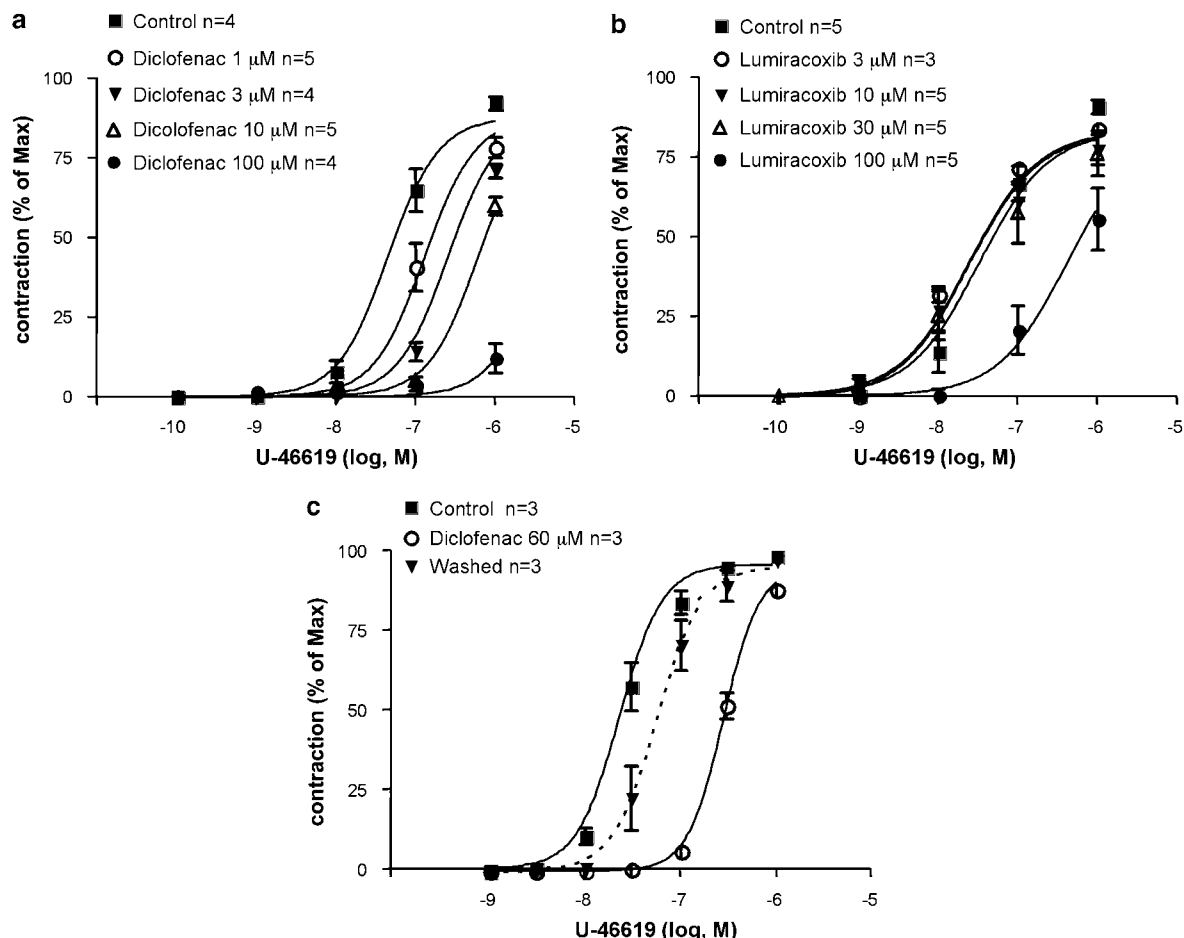 a
Control n=4
Diclofenac 1 μM n=5
Diclofenac 3 μM n=4
Dicolofenac 10 μM n=5
Diclofenac 100 μM n=4
contraction (% of Max)
100
75
50
25
0
-10 -9 -8 -7 -6 -5
U-46619 (log, M)
b
Control n=5
Lumiracoxib 3 μM n=3
Lumiracoxib 10 μM n=5
Lumiracoxib 30 μM n=5
Lumiracoxib 100 μM n=5
contraction (% of Max)
100
75
50
25
0
-10 -9 -8 -7 -6 -5
U-46619 (log, M)
c
Control n=3
Diclofenac 60 μM n=3
Washed n=3
contraction (% of Max)
100
75
50
25
0
-9 -8 -7 -6 -5
U-46619 (log, M)